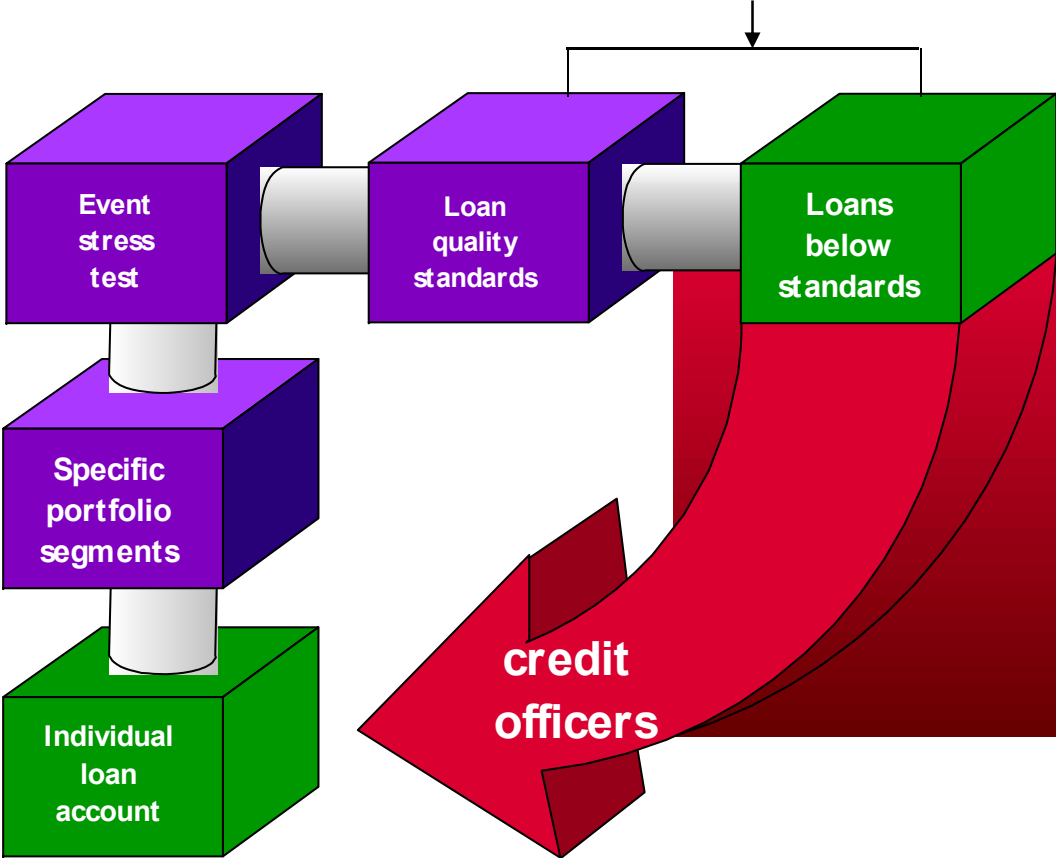 Event
stress
test
Loan
quality
standards
Loans
below
standards
Specific
portfolio
segments
credit
officers
Individual
loan
account